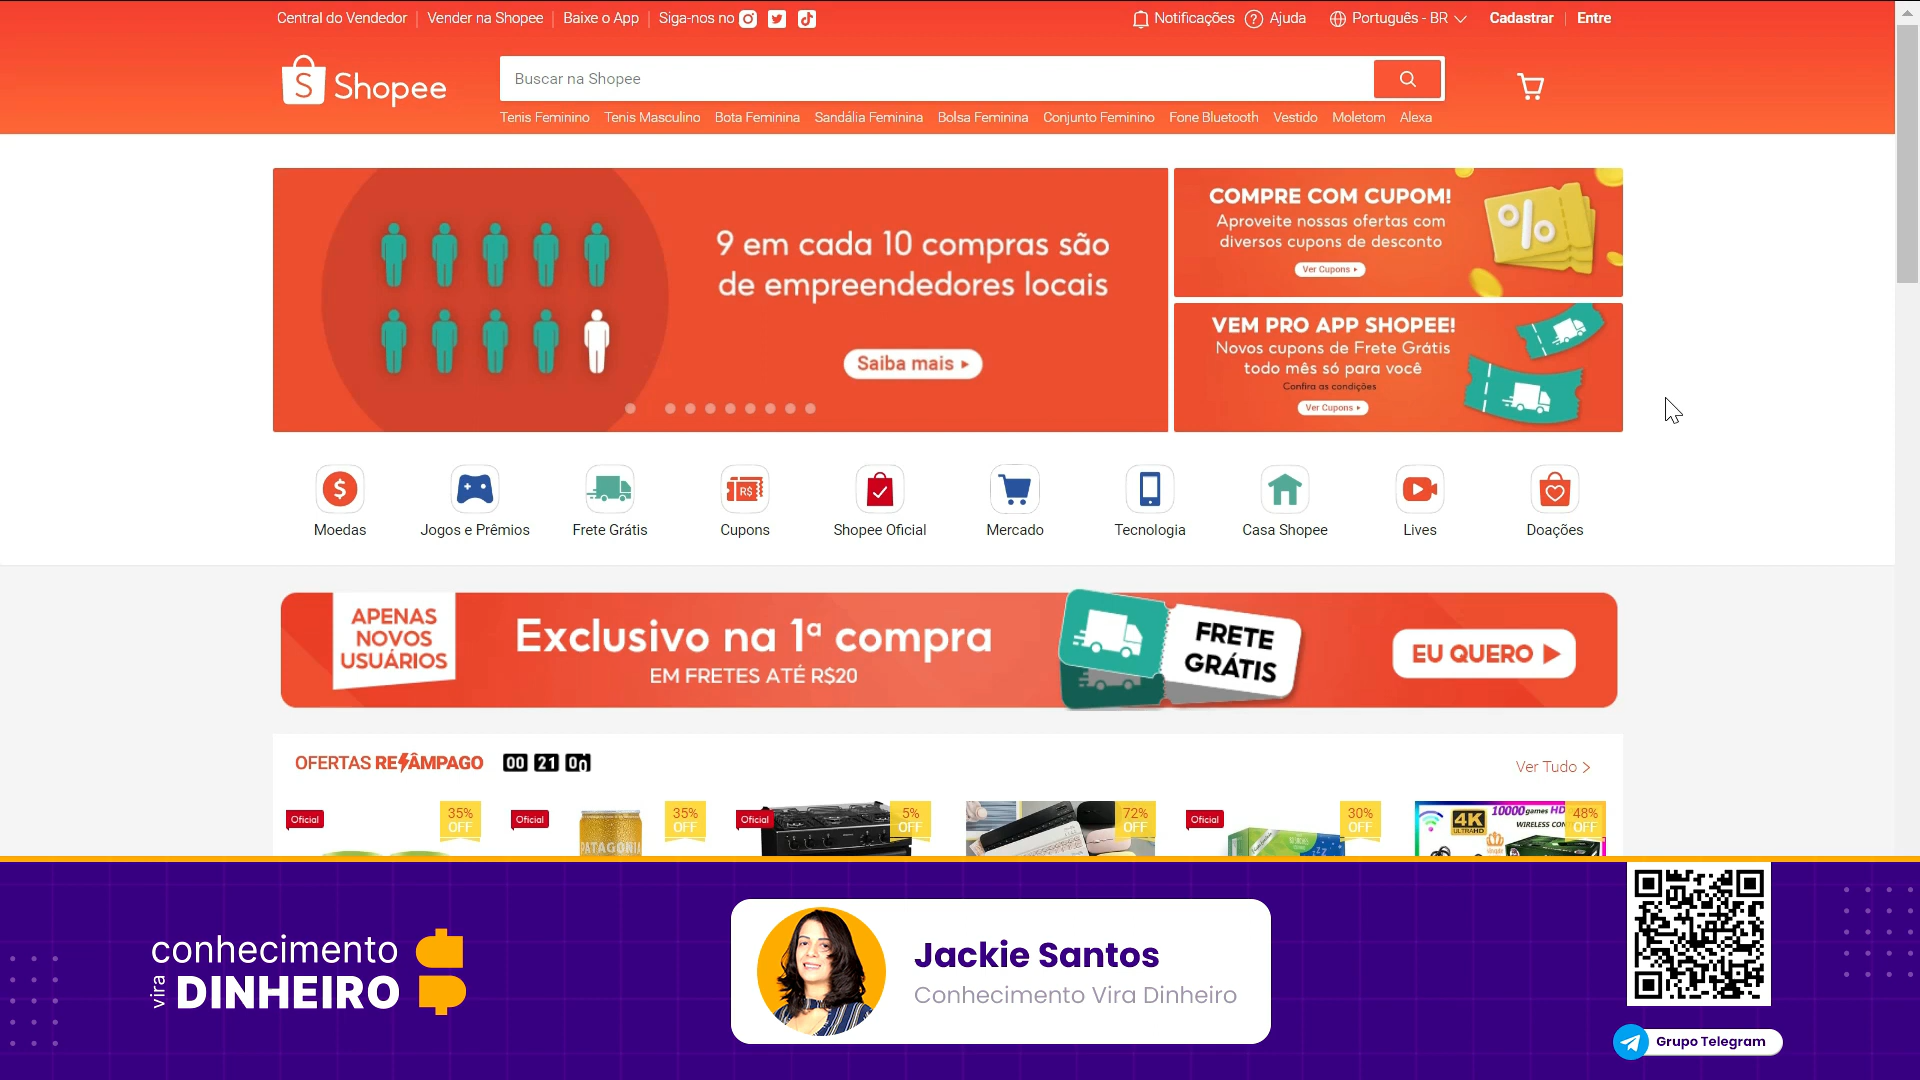 Central do Vendedor
Vender na Shopee
Baixe o App
Siga-nos no
Notificações
Ajuda
Português - BR
Cadastrar
Entre
Shopee
Buscar na Shopee
Tenis Feminino
Tenis Masculino
Bota Feminina
Sandália Feminina
Bolsa Feminina
Conjunto Feminino
Fone Bluetooth
Vestido
Moletom
Alexa
9 em cada 10 compras são
de empreendedores locais
Saiba mais
COMPRE COM CUPOM!
Aproveite nossas ofertas com
diversos cupons de desconto
Ver Cupons
%
VEM PRO APP SHOPEE!
Novos cupons de Frete Grátis
todo mês só para você
Confira as condições
Ver Cupons
R$
Moedas
Jogos e Prêmios
Frete Grátis
Cupons
Shopee Oficial
Mercado
Tecnologia
Casa Shopee
Lives
Doações
APENAS
NOVOS
USUÁRIOS
Exclusivo na 1ª compra
EM FRETES ATÉ R$20
FRETE
GRÁTIS
EU QUERO
OFERTAS RELÂMPAGO
00 21
Ver Tudo
Oficial
35%
OFF
Oficial
35%
OFF
PATAGONIA
Oficial
5%
OFF
72%
OFF
Oficial
30%
OFF
10000games HD
4K
ULTRA HD
WIRELESS CON
48%
OFF
conhecimento
vira
DINHEIRO
Jackie Santos
Conhecimento Vira Dinheiro
Grupo Telegram